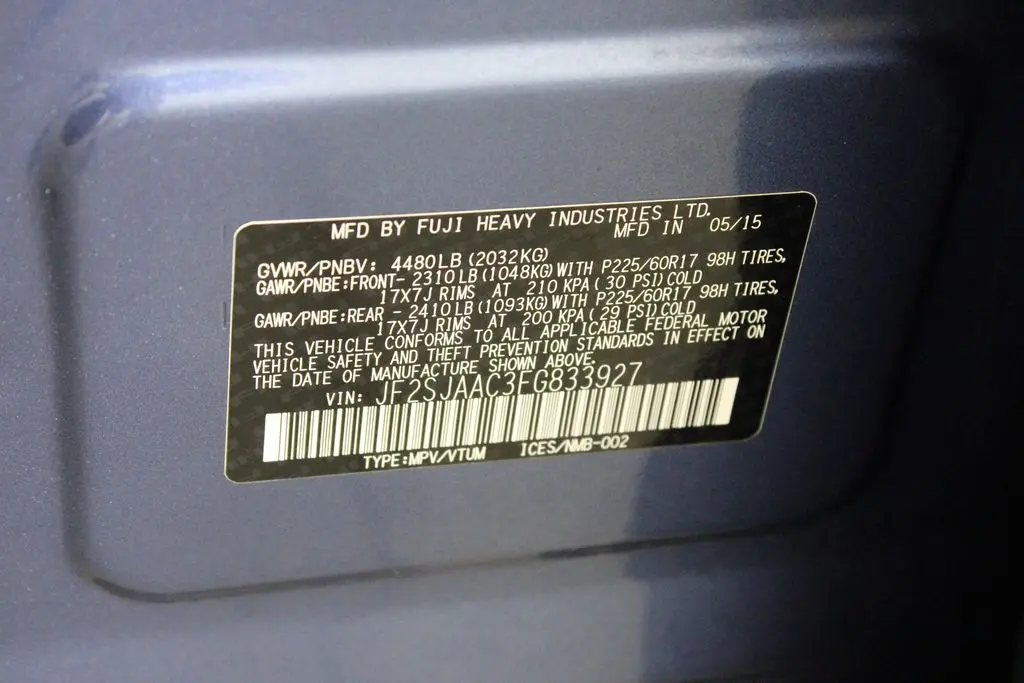 MFD BY FUJI HEAVY INDUSTRIES LTD.
MFD IN 05/15
GVWR/PNBV: 4480LB(2032KG)
GAWR/PNBE:FRONT- 2310LB(1048KG)WITH P225/60R17 98H TIRES,
17X7J RIMS AT 210 KPA(30 PSI)COLD
GAWR/PNBE:REAR - 2410LB(1093KG)WITH P225/60R17 98H TIRES,
17X7J RIMS AT 200 KPA(29 PSI)COLD
THIS VEHICLE CONFORMS TO ALL APPLICABLE FEDERAL MOTOR
VEHICLE SAFETY AND THEFT PREVENTION STANDARDS IN EFFECT ON
THE DATE OF MANUFACTURE SHOWN ABOVE.
VIN: JF2SJAAC3FG833927
TYPE:MPV/VTUM ICES/NMB-002